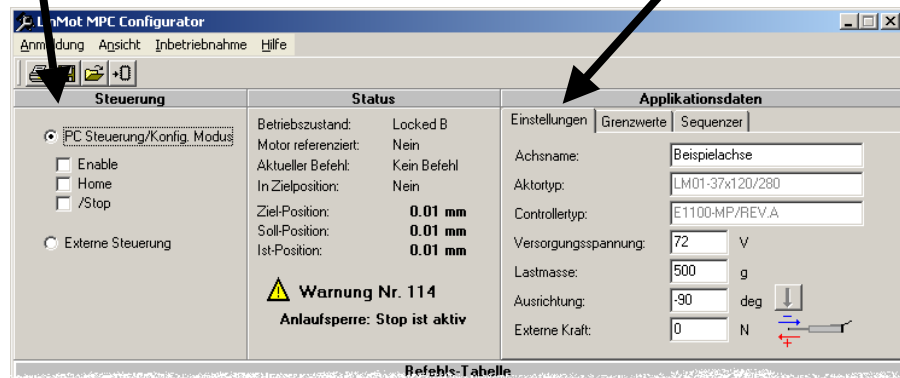 LinMot MPC Configurator
Anmeldung Ansicht Inbetriebnahme Hilfe
Steuerung
PC Steuerung/Konfig. Modus
Enable
Home
/Stop
Externe Steuerung
Status
Betriebszustand: Locked B
Motor referenziert: Nein
Aktueller Befehl: Kein Befehl
In Zielposition: Nein
Ziel-Position: 0.01 mm
Soll-Position: 0.01 mm
Ist-Position: 0.01 mm
Warnung Nr. 114
Anlaufsperre: Stop ist aktiv
Applikationsdaten
Einstellungen Grenzwerte Sequenzer
Achsname: Beispielachse
Aktortyp: LM01-37x120/280
Controllertyp: E1100-MP/REV.A
Versorgungsspannung: 72 V
Lastmasse: 500 g
Ausrichtung: -90 deg
Externe Kraft: 0 N
Befehls-Tabelle